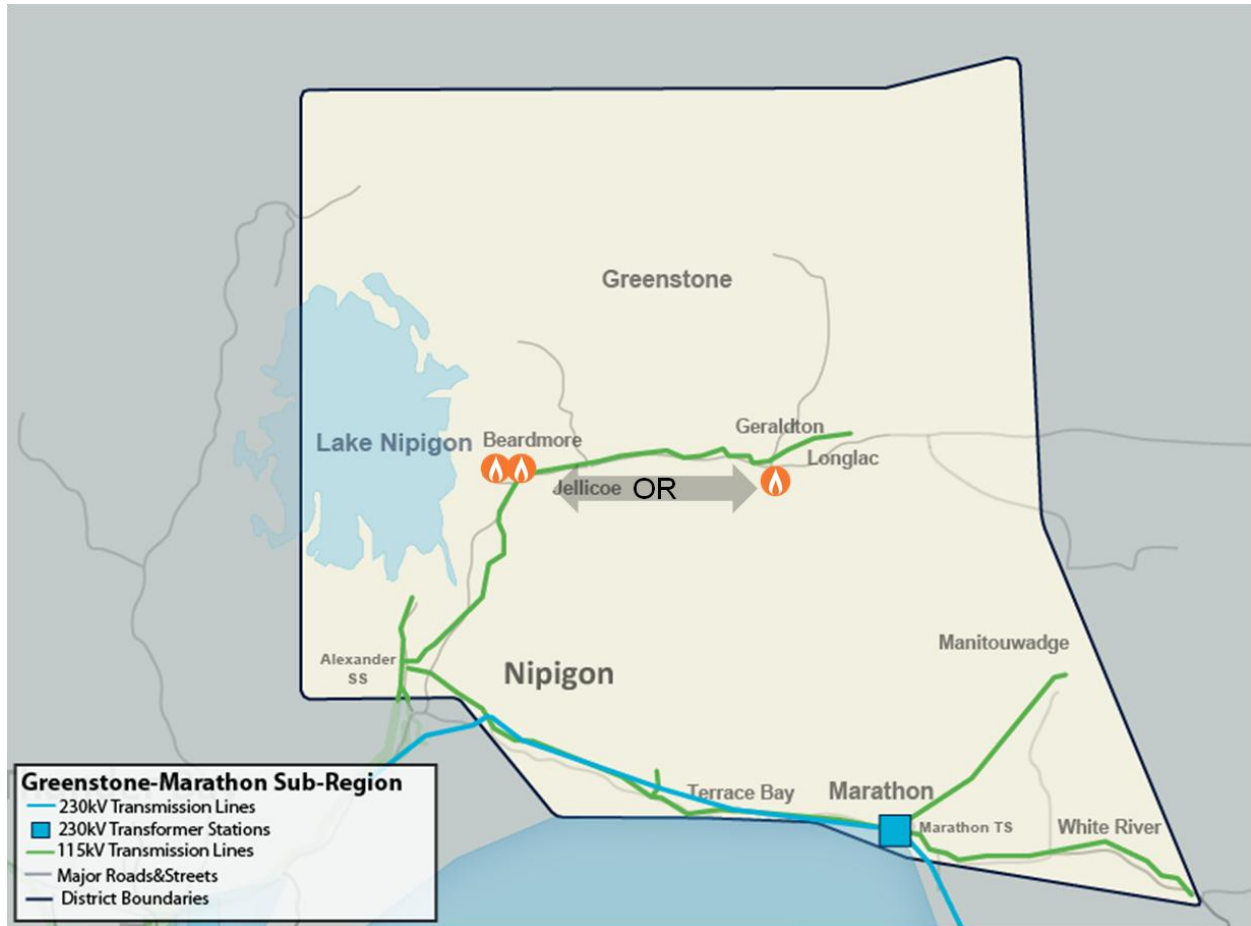 Greenstone
Geraldton
Lake Nipigon
Beardmore
Longlac
Jellicoe
OR
Manitouwadge
Alexander
SS
Nipigon
Terrace Bay
Marathon
Marathon TS
White River
Greenstone-Marathon Sub-Region
230kV Transmission Lines
230kV Transformer Stations
115kV Transmission Lines
Major Roads&Streets
District Boundaries